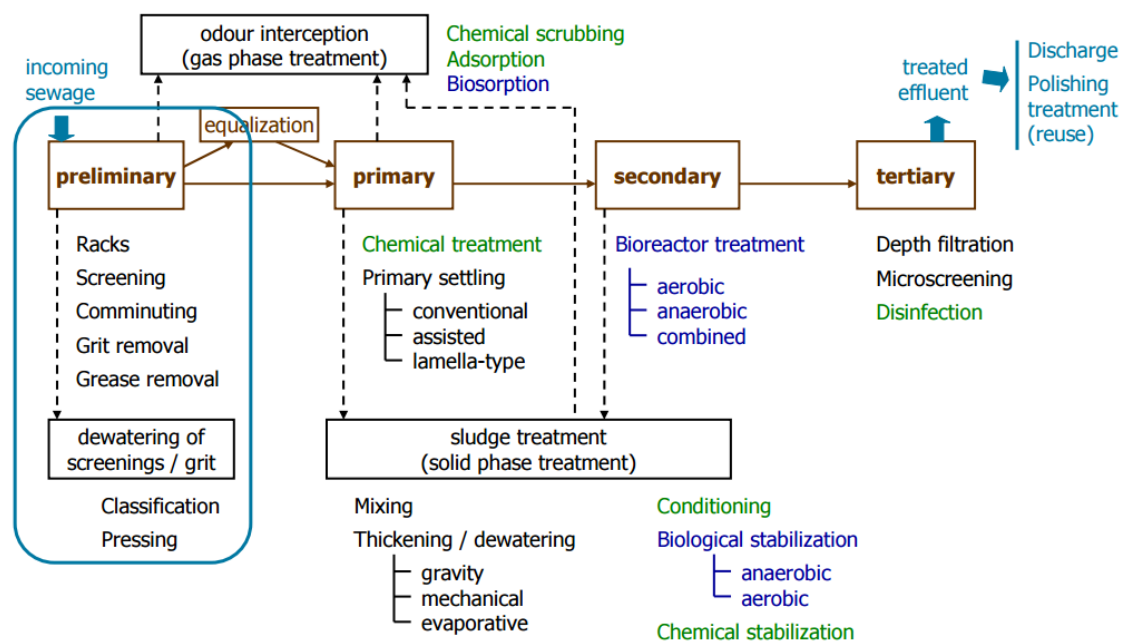 odour interception
(gas phase treatment)
Chemical scrubbing
Adsorption
Biosorption
incoming
sewage
treated
effluent
Discharge
Polishing
treatment
(reuse)
equalization
preliminary
primary
secondary
tertiary
Racks
Screening
Comminuting
Grit removal
Grease removal
Chemical treatment
Primary settling
conventional
assisted
lamella-type
Bioreactor treatment
aerobic
anaerobic
combined
Depth filtration
Microscreening
Disinfection
dewatering of
screenings / grit
Classification
Pressing
sludge treatment
(solid phase treatment)
Mixing
Thickening / dewatering
gravity
mechanical
evaporative
Conditioning
Biological stabilization
anaerobic
aerobic
Chemical stabilization